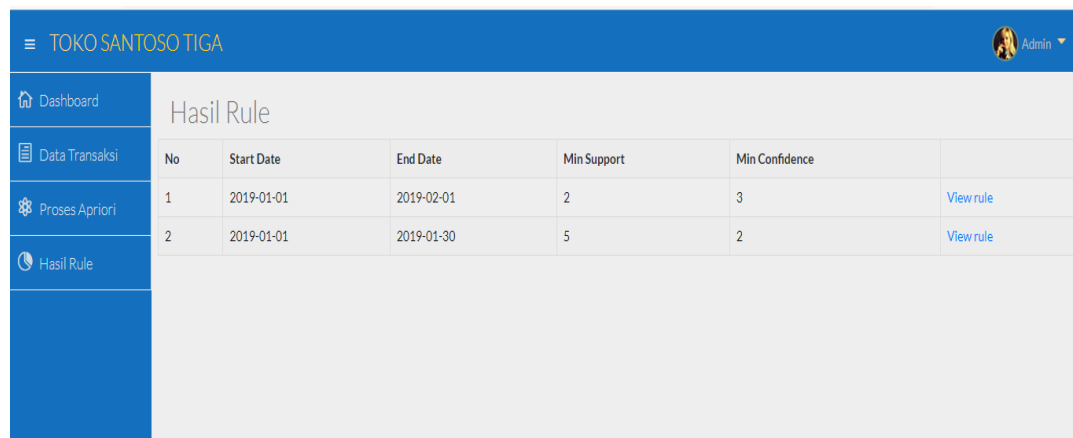 TOKO SANTOSO TIGA
Admin
Dashboard
Data Transaksi
Proses Apriori
Hasil Rule
Hasil Rule
No Start Date End Date Min Support Min Confidence
1 2019-01-01 2019-02-01 2 3 View rule
2 2019-01-01 2019-01-30 5 2 View rule